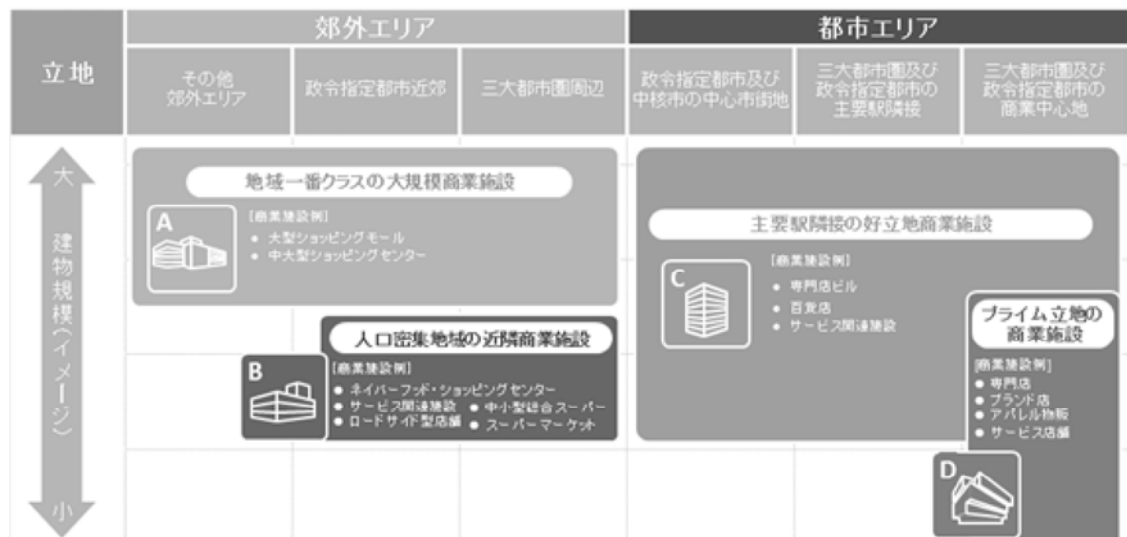 立地
郊外エリア
都市エリア
その他
郊外エリア
政令指定都市近郊
三大都市圏周辺
政令指定都市及び
中核市の中心市街地
三大都市圏及び
政令指定都市の
主要駅隣接
三大都市圏及び
政令指定都市の
商業中心地
大
建物規模(イメージ)
小
地域一番クラスの大規模商業施設
A
[商業施設例]
● 大型ショッピングモール
● 中大型ショッピングセンター
人口密集地域の近隣商業施設
B
[商業施設例]
● ネイバーフッド・ショッピングセンター
● サービス関連施設 ● 中小型総合スーパー
● ロードサイド型店舗 ● スーパーマーケット
主要駅隣接の好立地商業施設
C
[商業施設例]
● 専門店ビル
● 百貨店
● サービス関連施設
プライム立地の
商業施設
[商業施設例]
● 専門店
● ブランド店
● アパレル物販
● サービス店舗
D